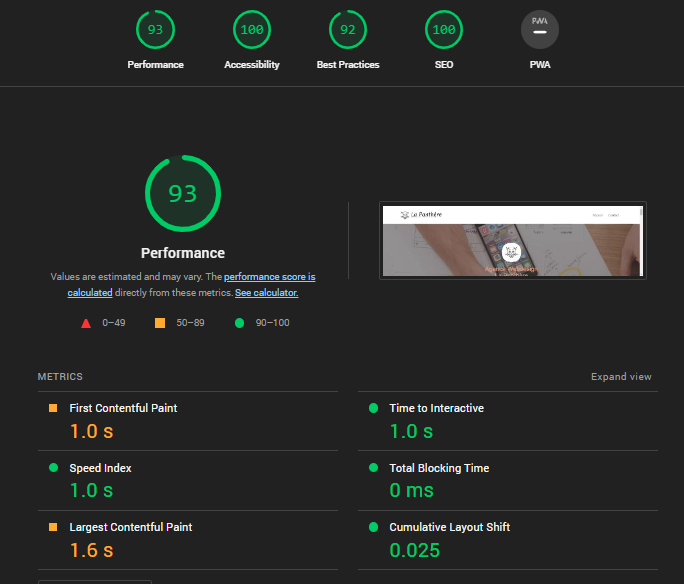 93
100
92
100
PWA
Performance
Accessibility
Best Practices
SEO
PWA
93
Performance
Values are estimated and may vary. The performance score is
calculated directly from these metrics. See calculator.
0–49
50–89
90–100
La Panthère
METRICS
Expand view
First Contentful Paint
1.0 s
Time to Interactive
1.0 s
Speed Index
1.0 s
Total Blocking Time
0 ms
Largest Contentful Paint
1.6 s
Cumulative Layout Shift
0.025